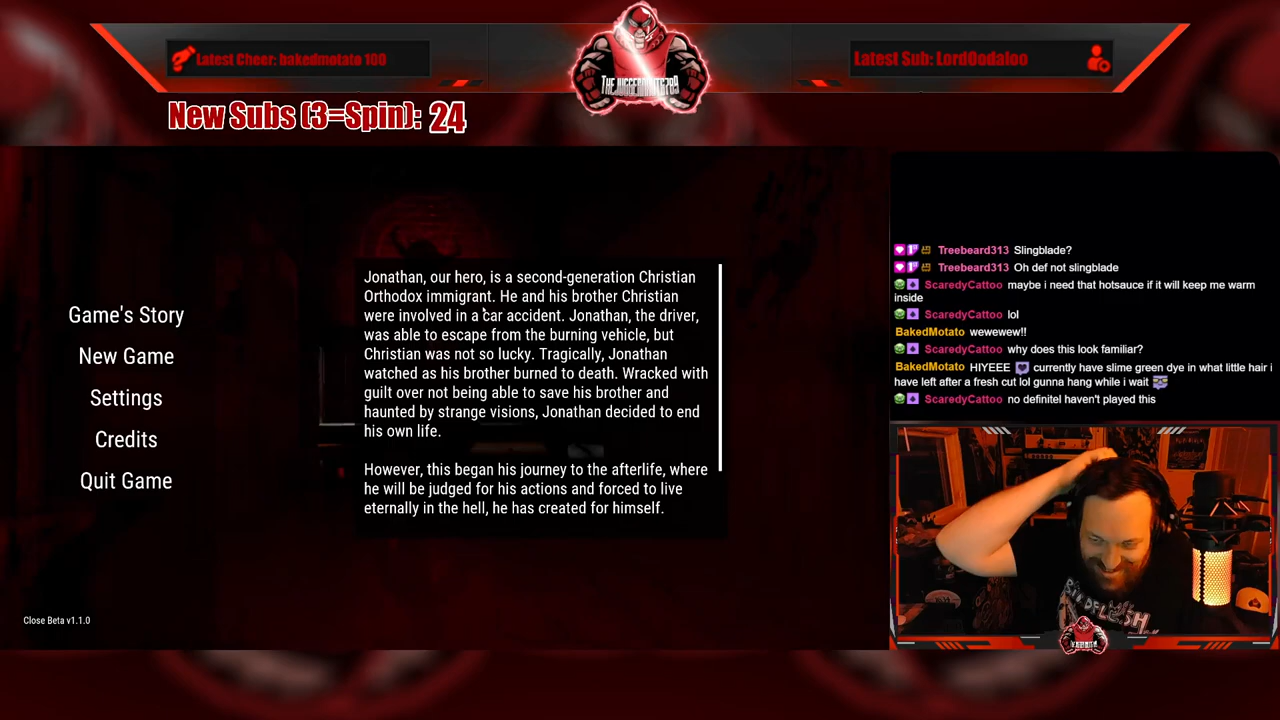 Latest Cheer: bakedmotato 100
Latest Sub: LordOodaloo
THEJUGGERNAUTG789
New Subs (3=Spin): 24
Game's Story
New Game
Settings
Credits
Quit Game
Close Beta v1.1.0
Jonathan, our hero, is a second-generation Christian
Orthodox immigrant. He and his brother Christian
were involved in a car accident. Jonathan, the driver,
was able to escape from the burning vehicle, but
Christian was not so lucky. Tragically, Jonathan
watched as his brother burned to death. Wracked with
guilt over not being able to save his brother and
haunted by strange visions, Jonathan decided to end
his own life.
However, this began his journey to the afterlife, where
he will be judged for his actions and forced to live
eternally in the hell, he has created for himself.
Treebeard313 Slingblade?
Treebeard313 Oh def not slingblade
ScaredyCattoo maybe i need that hotsauce if it will keep me warm
inside
ScaredyCattoo lol
BakedMotato wewewew!!
ScaredyCattoo why does this look familiar?
BakedMotato HIYEEE currently have slime green dye in what little hair i
have left after a fresh cut lol gunna hang while i wait
ScaredyCattoo no definitel haven't played this